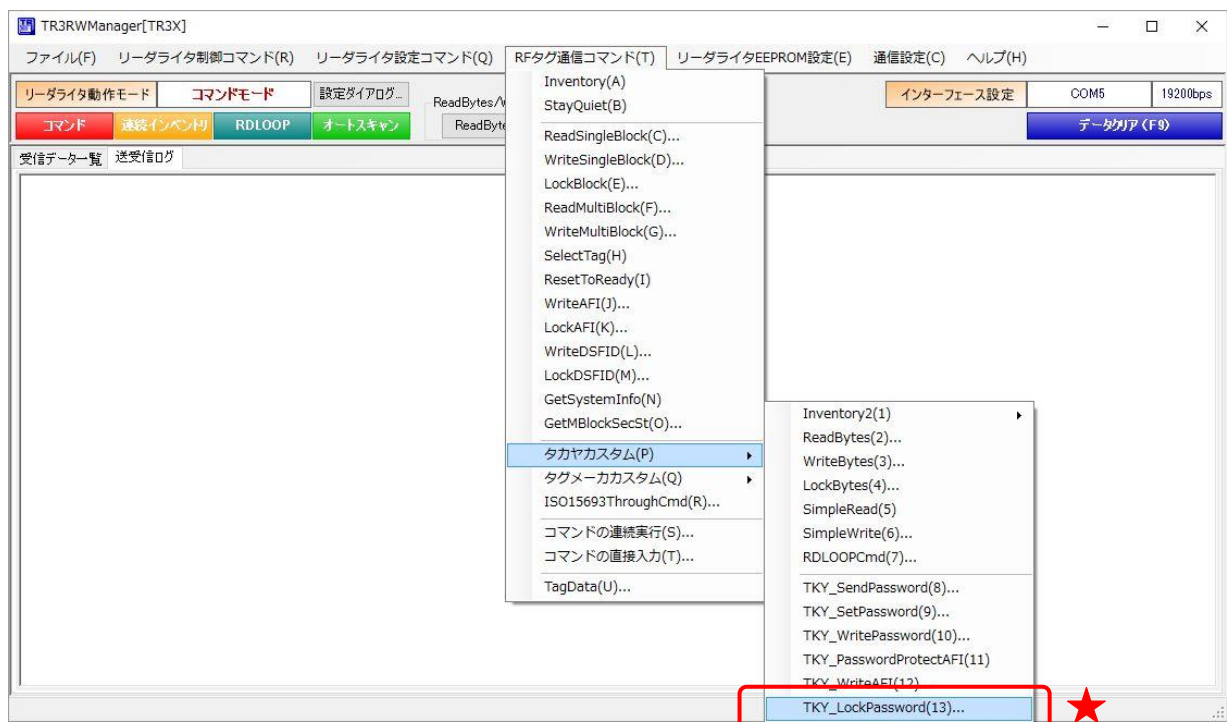 TR3RWManager[TR3X]
ファイル(F) リーダライタ制御コマンド(R) リーダライタ設定コマンド(Q) RFタグ通信コマンド(T) リーダライタEEPROM設定(E) 通信設定(C) ヘルプ(H)
リーダライタ動作モード コマンドモード 設定ダイアログ... インターフェース設定 COM5 19200bps
コマンド 連続インベントリ RDLOOP オートスキャン データクリア(F9)
受信データ一覧 送受信ログ
Inventory(A)
StayQuiet(B)
ReadSingleBlock(C)...
WriteSingleBlock(D)...
LockBlock(E)...
ReadMultiBlock(F)...
WriteMultiBlock(G)...
SelectTag(H)
ResetToReady(I)
WriteAFI(J)...
LockAFI(K)...
WriteDSFID(L)...
LockDSFID(M)...
GetSystemInfo(N)
GetMBlockSecSt(O)...
タカヤカスタム(P)
タグメーカカスタム(Q)
ISO15693ThroughCmd(R)...
コマンドの連続実行(S)...
コマンドの直接入力(T)...
TagData(U)...
Inventory2(1)
ReadBytes(2)...
WriteBytes(3)...
LockBytes(4)...
SimpleRead(5)
SimpleWrite(6)...
RDLOOPCmd(7)...
TKY_SendPassword(8)...
TKY_SetPassword(9)...
TKY_WritePassword(10)...
TKY_PasswordProtectAFI(11)
TKY_WriteAFI(12)
TKY_LockPassword(13)...